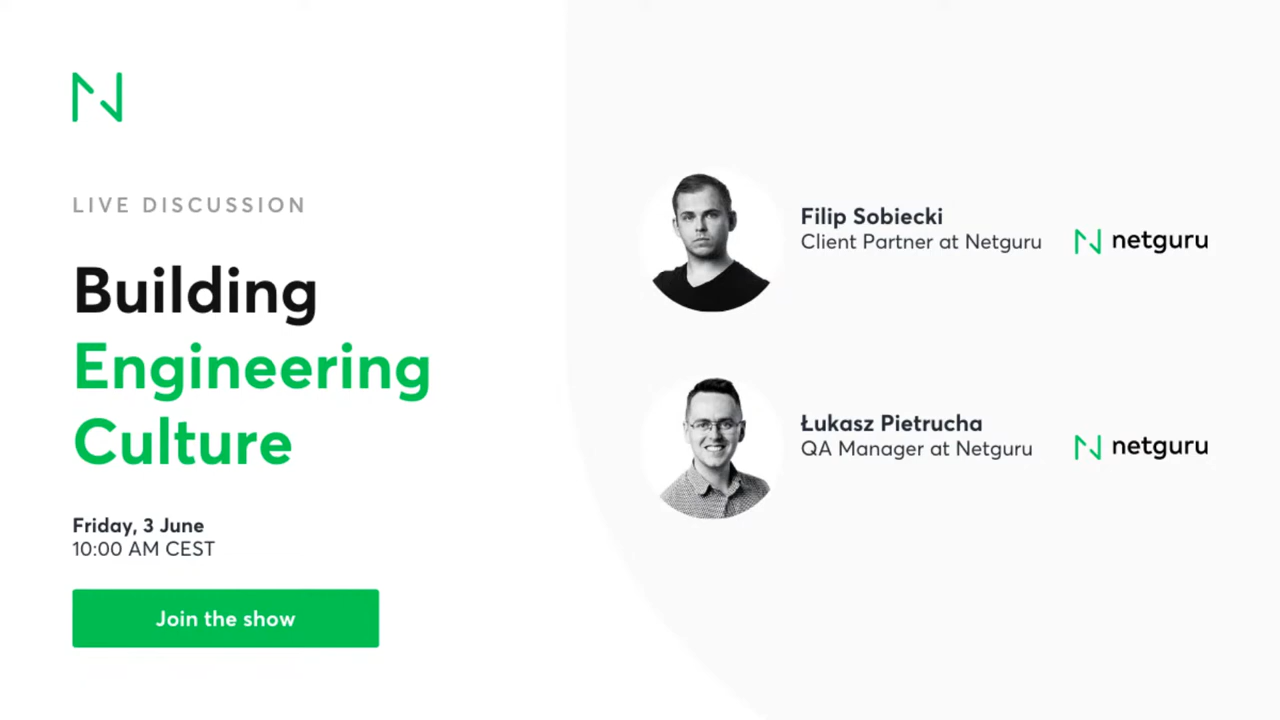 LIVE DISCUSSION
Building
Engineering
Culture
Friday, 3 June
10:00 AM CEST
Join the show
Filip Sobiecki
Client Partner at Netguru
netguru
Łukasz Pietrucha
QA Manager at Netguru
netguru